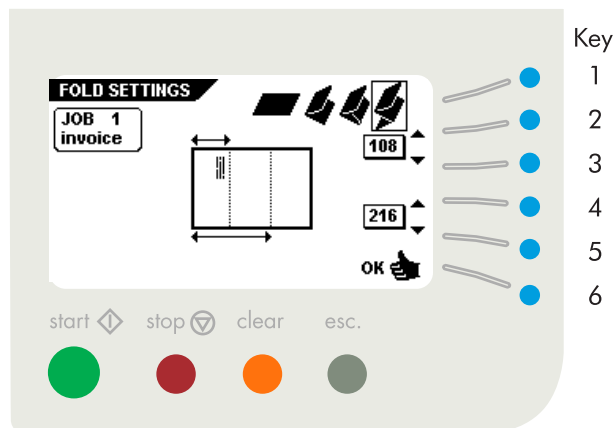 Key
FOLD SETTINGS
1
JOB 1
invoice
2
108
3
4
216
5
OK
6
start stop clear esc.